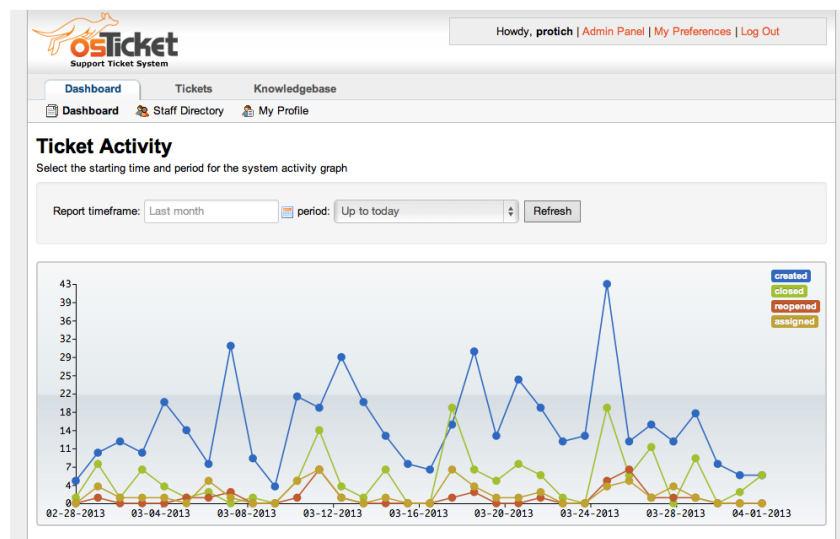 osTicket
Support Ticket System
Howdy, protich | Admin Panel | My Preferences | Log Out
Dashboard Tickets Knowledgebase
Dashboard Staff Directory My Profile
Ticket Activity
Select the starting time and period for the system activity graph
Report timeframe: Last month period: Up to today Refresh
created
closed
reopened
assigned
43
39
36
32
29
25
22
18
14
11
7
4
0
02-28-2013 03-04-2013 03-08-2013 03-12-2013 03-16-2013 03-20-2013 03-24-2013 03-28-2013 04-01-2013